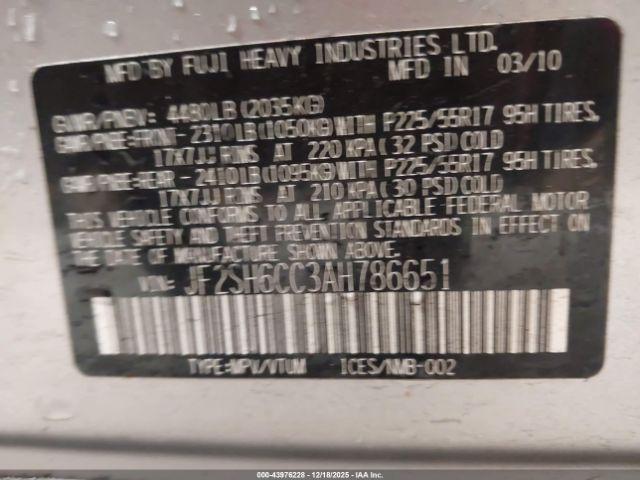 MFD BY FUJI HEAVY INDUSTRIES LTD.
MFD IN 03/10
GVWR/PNBV: 4480LB(2035KG)
GAWR/PNBE:FRONT-2310LB(1050KG)WITH P225/55R17 95H TIRES
17X7JJ RIMS AT 220 KPA(32 PSI)COLD
GAWR/PNBE:REAR-2410LB(1095KG)WITH P225/55R17 95H TIRES
17X7JJ RIMS AT 210 KPA(30 PSI)COLD
THIS VEHICLE CONFORMS TO ALL APPLICABLE FEDERAL MOTOR
VEHICLE SAFETY AND THEFT PREVENTION STANDARDS IN EFFECT ON
THE DATE OF MANUFACTURE SHOWN ABOVE.
VIN: JF2SH6CC3AH786651
TYPE:MPV/VTUM ICES/NMB-002
000-43976228 - 12/18/2025 - IAAI.COM